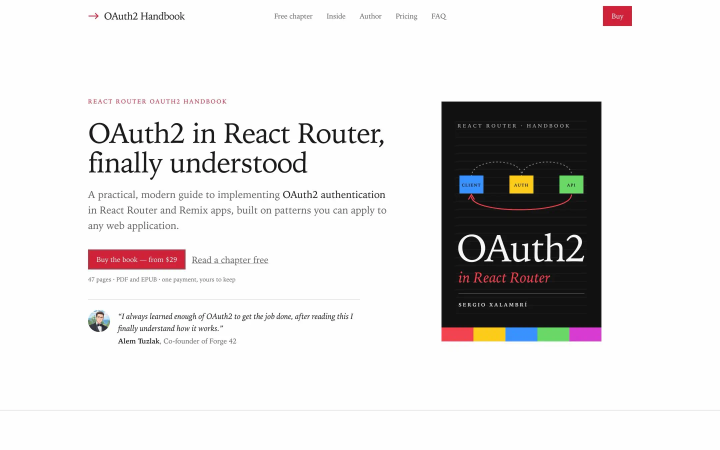 OAuth2 Handbook
Free chapter
Inside
Author
Pricing
FAQ
Buy
REACT ROUTER OAUTH2 HANDBOOK
OAuth2 in React Router,
finally understood
A practical, modern guide to implementing OAuth2 authentication
in React Router and Remix apps, built on patterns you can apply to
any web application.
Buy the book — from $29
Read a chapter free
47 pages · PDF and EPUB · one payment, yours to keep
“I always learned enough of OAuth2 to get the job done, after reading this I
finally understand how it works.”
Alem Tuzlak, Co-founder of Forge 42
REACT ROUTER · HANDBOOK
CLIENT
AUTH
API
OAuth2
in React Router
SERGIO XALAMBRÍ